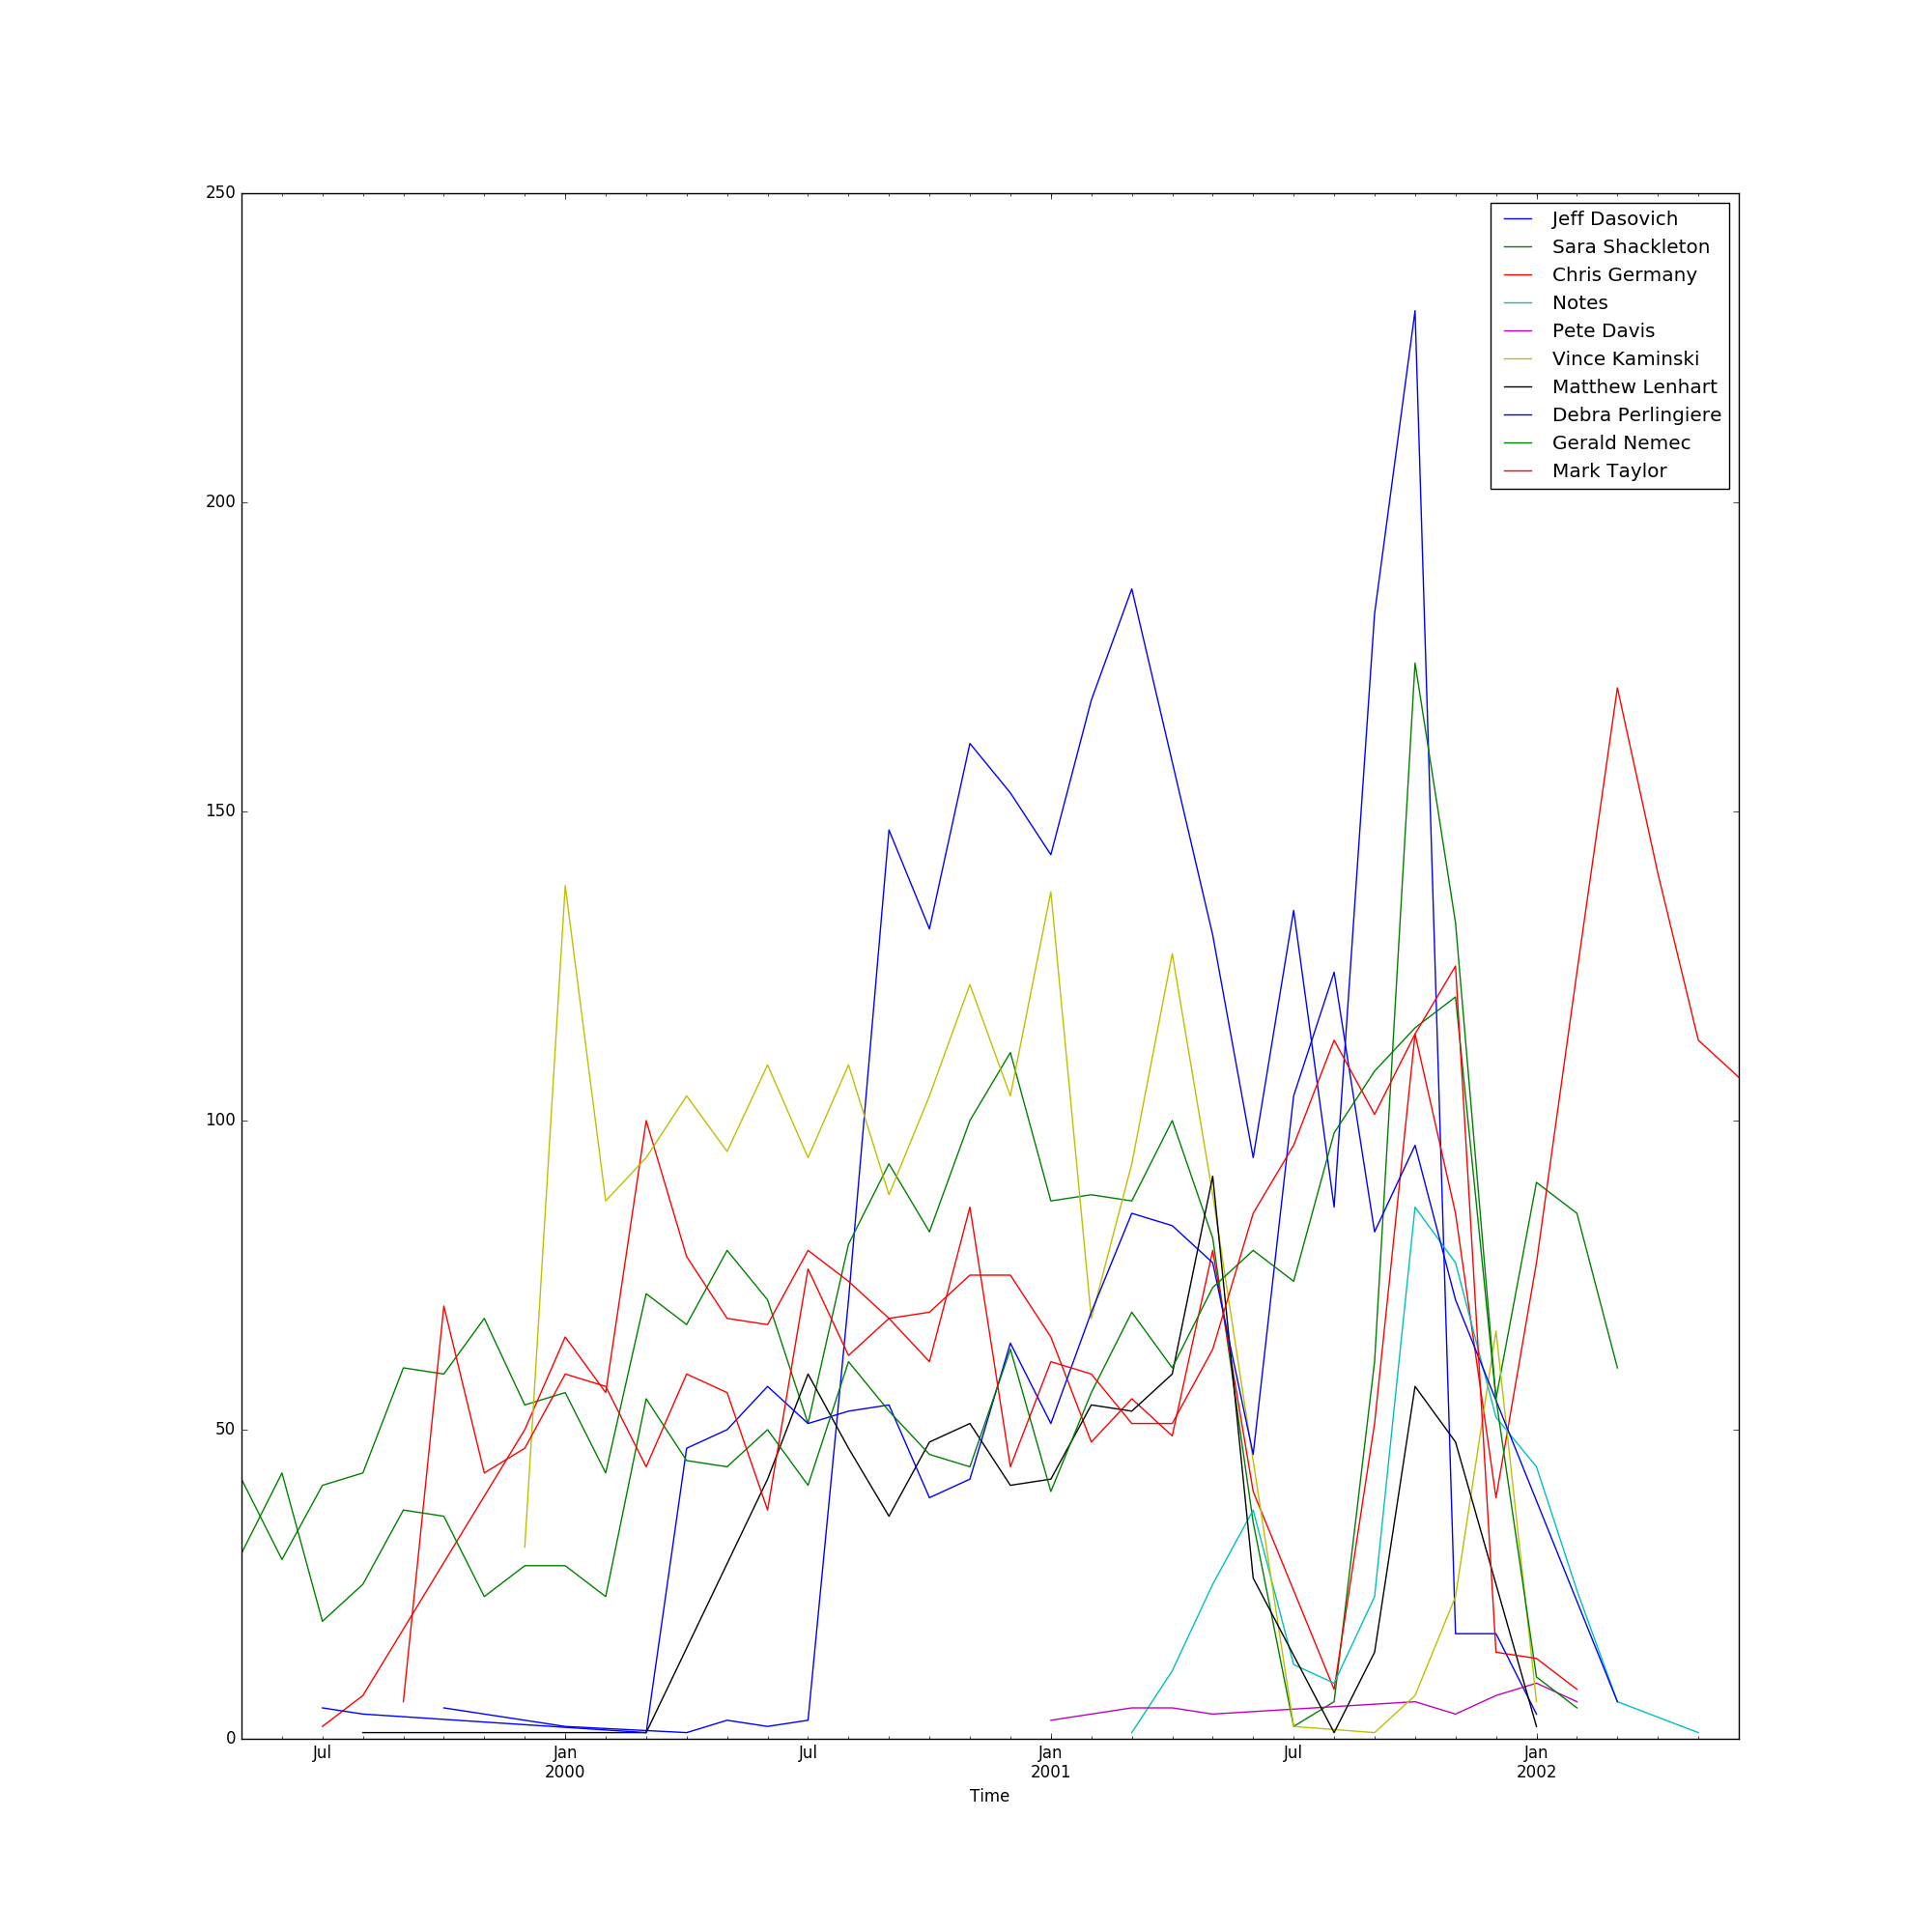 250
200
150
100
50
0
Jeff Dasovich
Sara Shackleton
Chris Germany
Notes
Pete Davis
Vince Kaminski
Matthew Lenhart
Debra Perlingiere
Gerald Nemec
Mark Taylor
Jul Jan Jul Jan Jul Jan
2000 2001 2002
Time